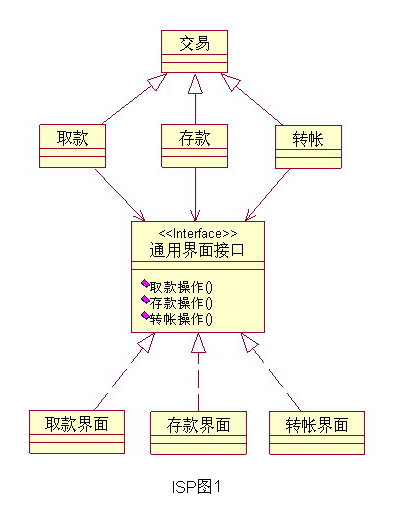 交易
取款 存款 转帐
<<Interface>>
通用界面接口
取款操作()
存款操作()
转帐操作()
取款界面 存款界面 转帐界面
ISP图1